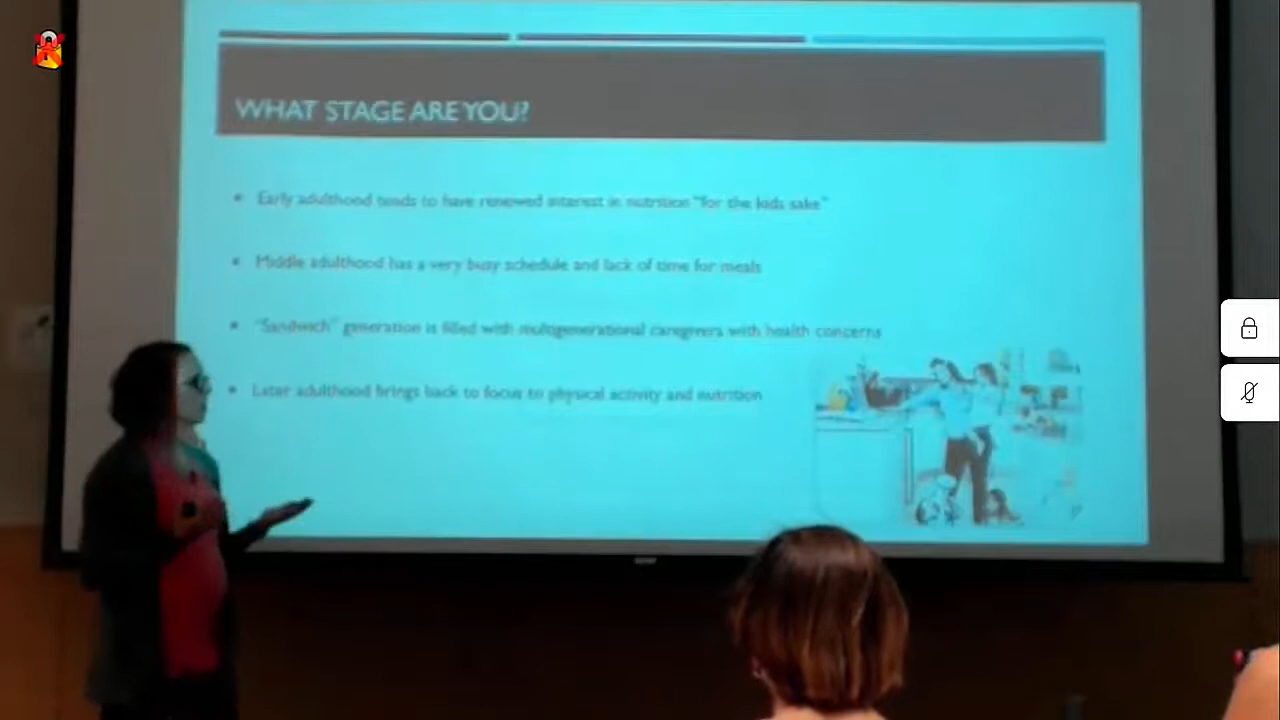 WHAT STAGE ARE YOU?
Early adulthood tends to have renewed interest in nutrition "for the kids sake"
Middle adulthood has a very busy schedule and lack of time for meals
"Sandwich" generation is filled with multigenerational caregivers with health concerns
Later adulthood brings back to focus to physical activity and nutrition